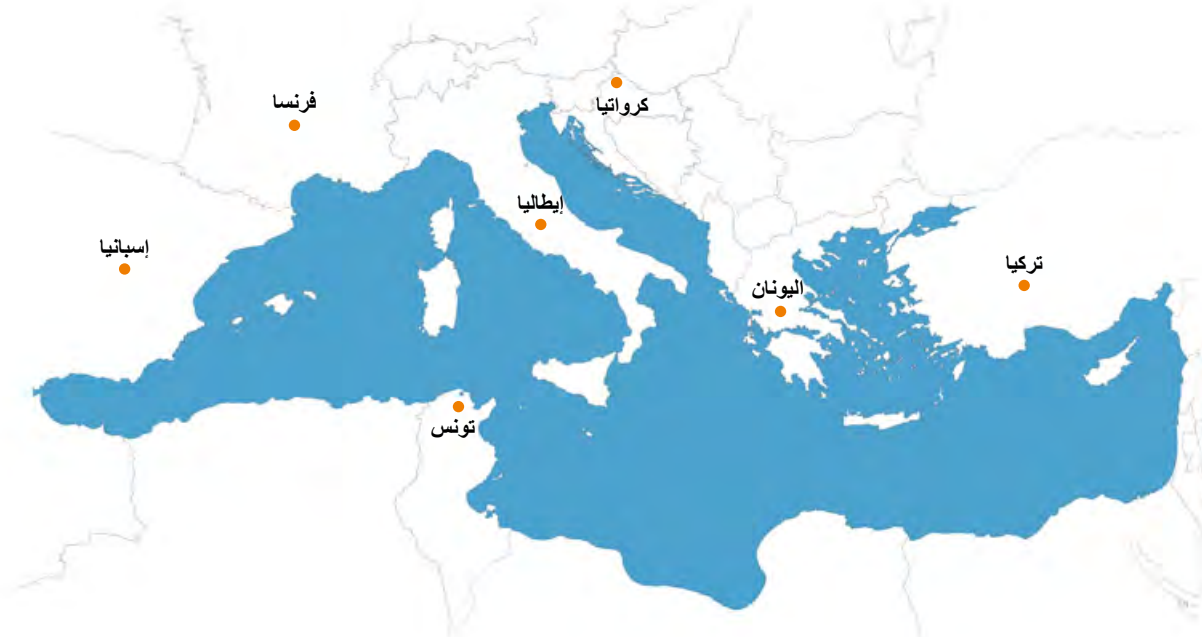 كرواتيا
فرنسا
إيطاليا
إسبانيا
تركيا
اليونان
تونس